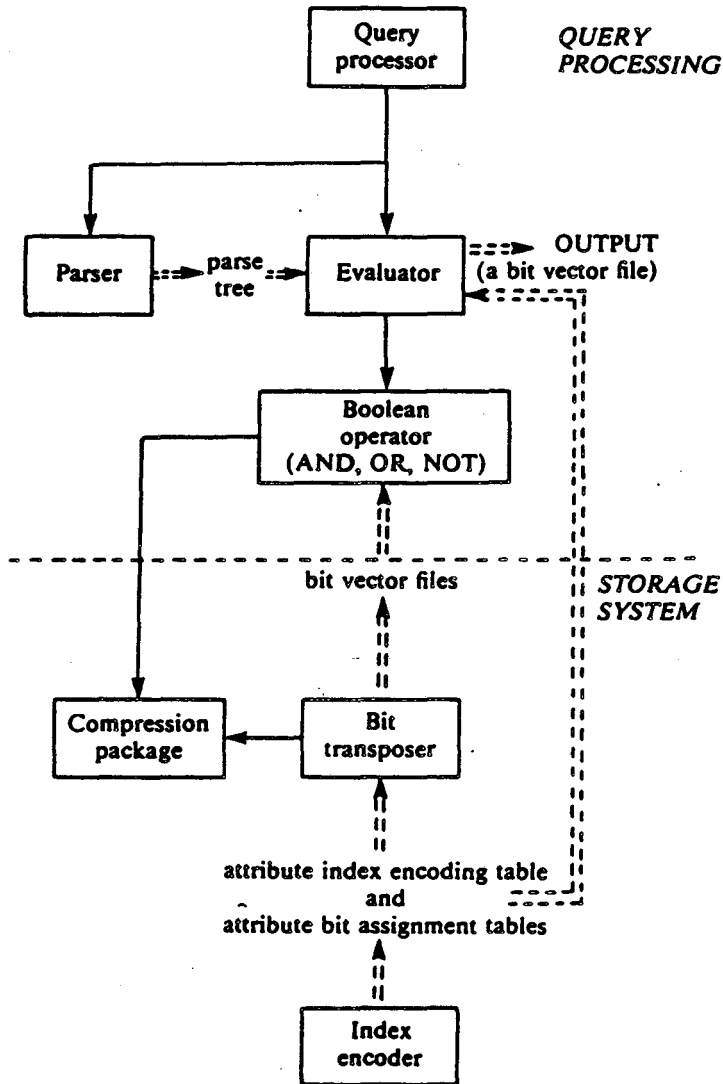 Query
processor
QUERY
PROCESSING
Parser
parse
tree
Evaluator
OUTPUT
(a bit vector file)
Boolean
operator
(AND, OR, NOT)
bit vector files
STORAGE
SYSTEM
Compression
package
Bit
transposer
attribute index encoding table
and
attribute bit assignment tables
Index
encoder